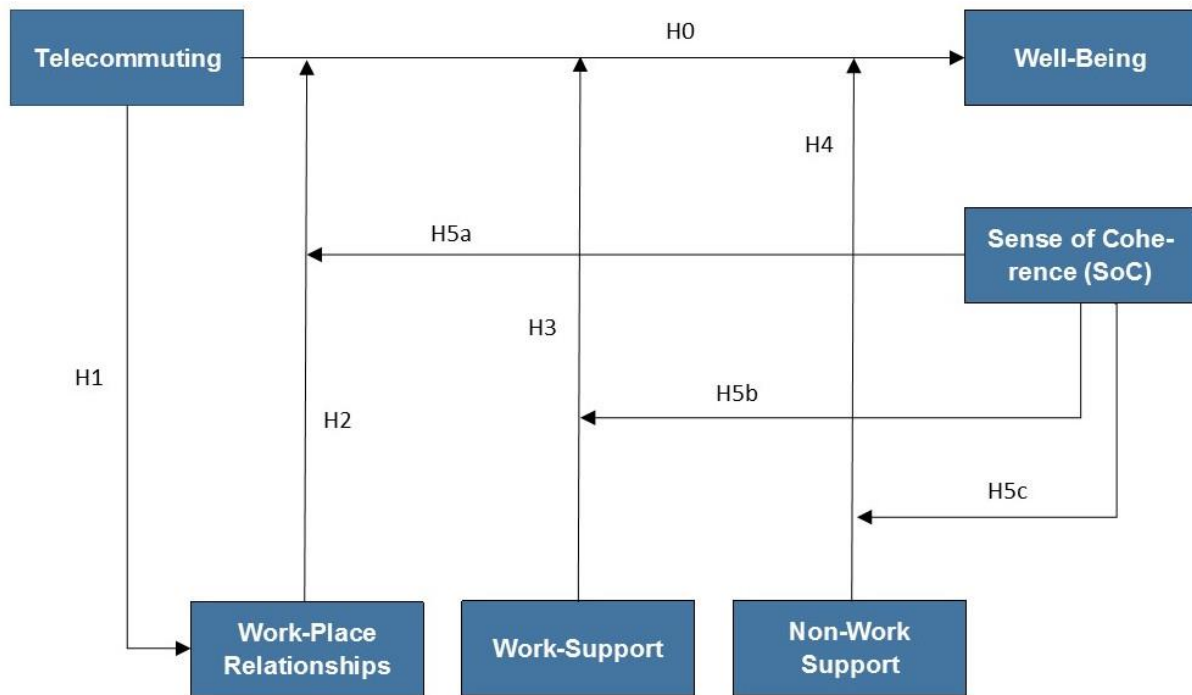 Telecommuting
H0
Well-Being
H4
H5a
Sense of Cohe-
rence (SoC)
H3
H1
H5b
H2
H5c
Work-Place
Relationships
Work-Support
Non-Work
Support